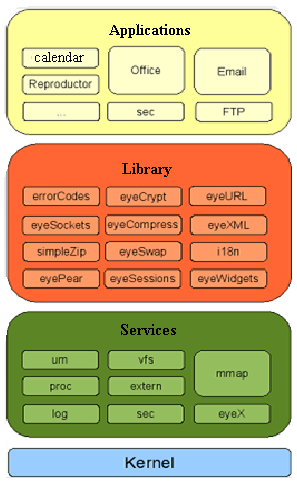 Applications
calendar
Office
Email
Reproductor
...
sec
FTP
Library
errorCodes
eyeCrypt
eyeURL
eyeSockets
eyeCompress
eyeXML
simpleZip
eyeSwap
i18n
eyePear
eyeSessions
eyeWidgets
Services
um
vfs
mmap
proc
extern
log
sec
eyeX
Kernel